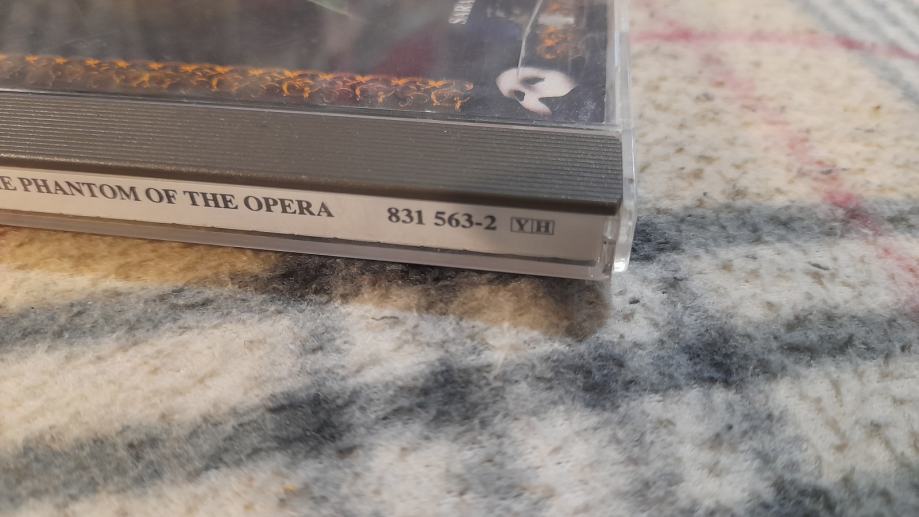 PHANTOM OF THE OPERA 831 563-2 YH